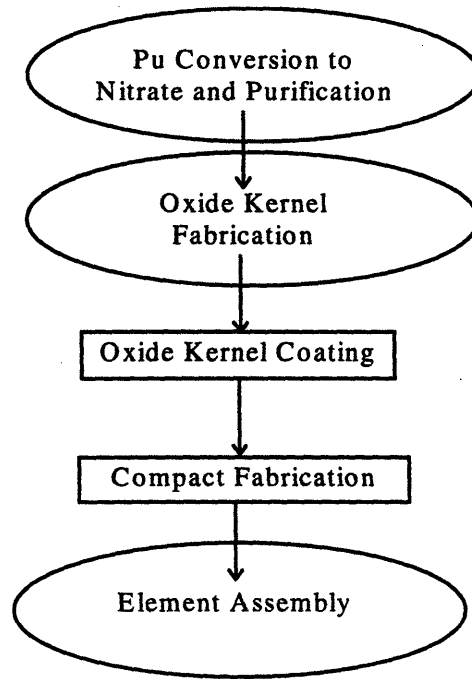 Pu Conversion to
Nitrate and Purification
Oxide Kernel
Fabrication
Oxide Kernel Coating
Compact Fabrication
Element Assembly